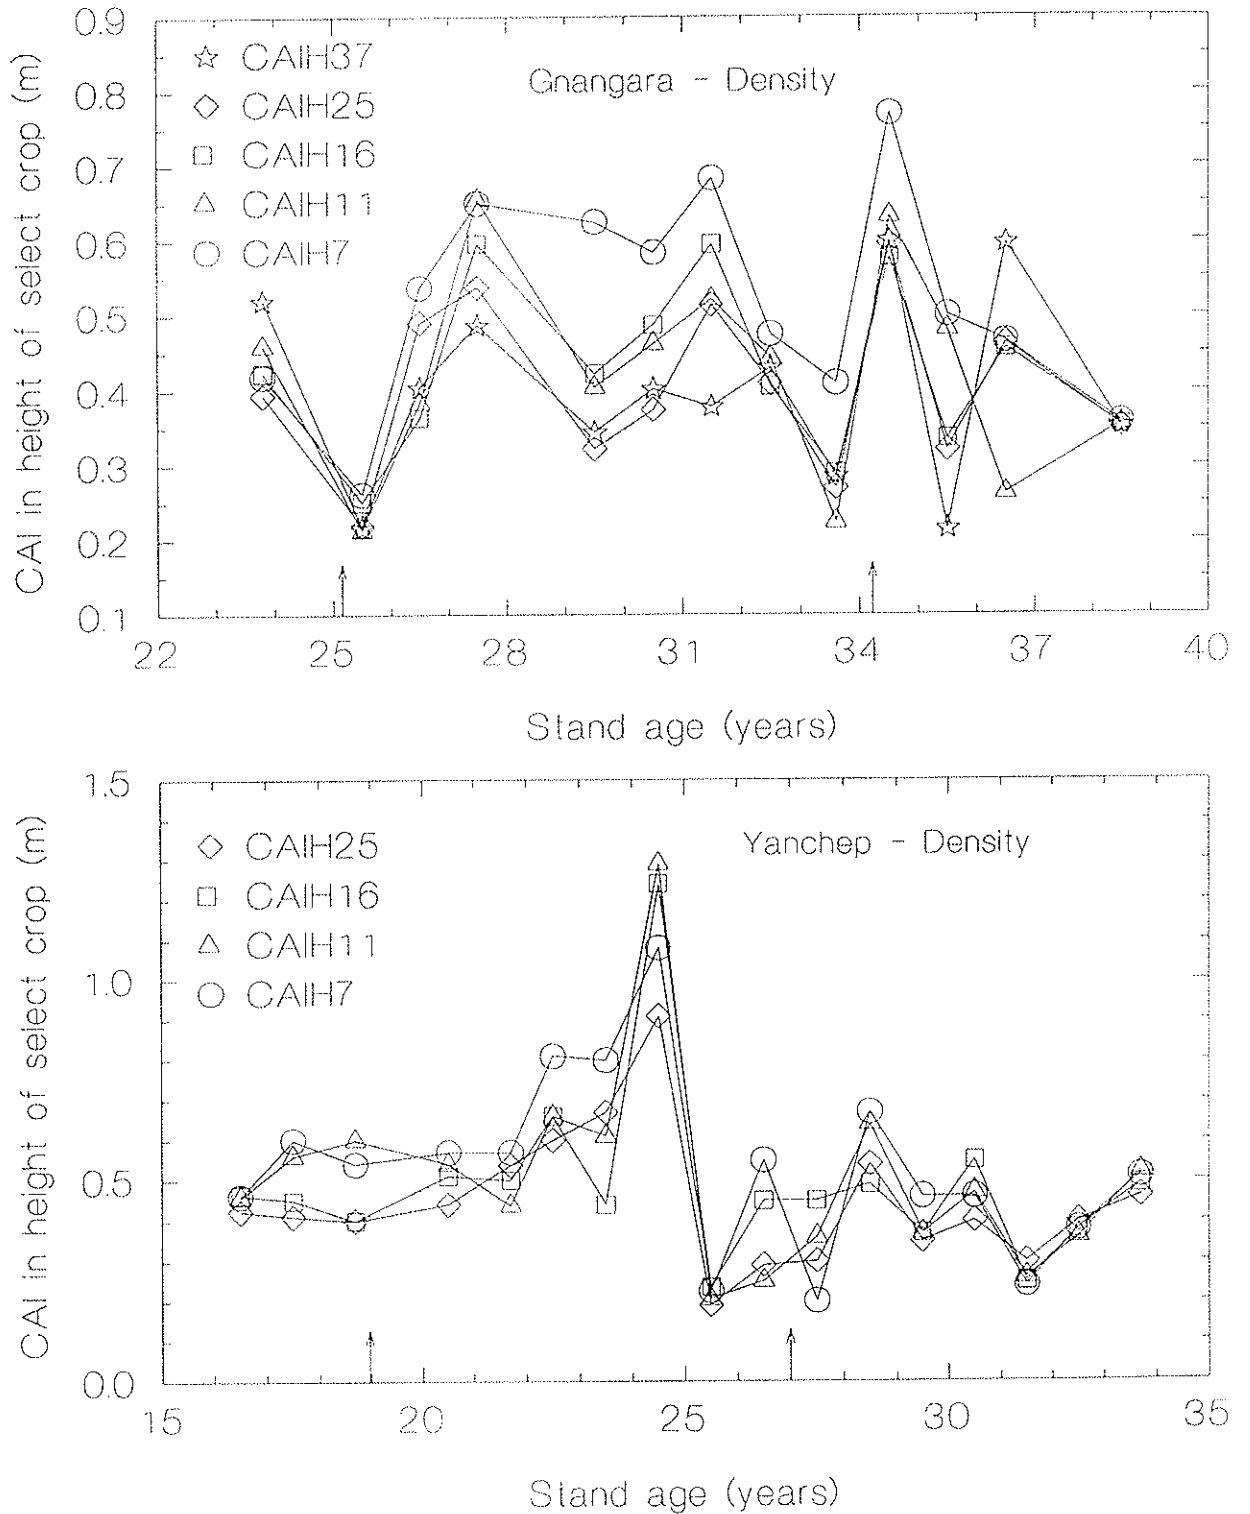 CAI in height of select crop (m)
0.9
0.8
0.7
0.6
0.5
0.4
0.3
0.2
0.1
CAIH37
CAIH25
CAIH16
CAIH11
CAIH7
Gnangara - Density
22 25 28 31 34 37 40
Stand age (years)
CAI in height of select crop (m)
1.5
1.0
0.5
0.0
CAIH25
CAIH16
CAIH11
CAIH7
Yanchep - Density
15 20 25 30 35
Stand age (years)